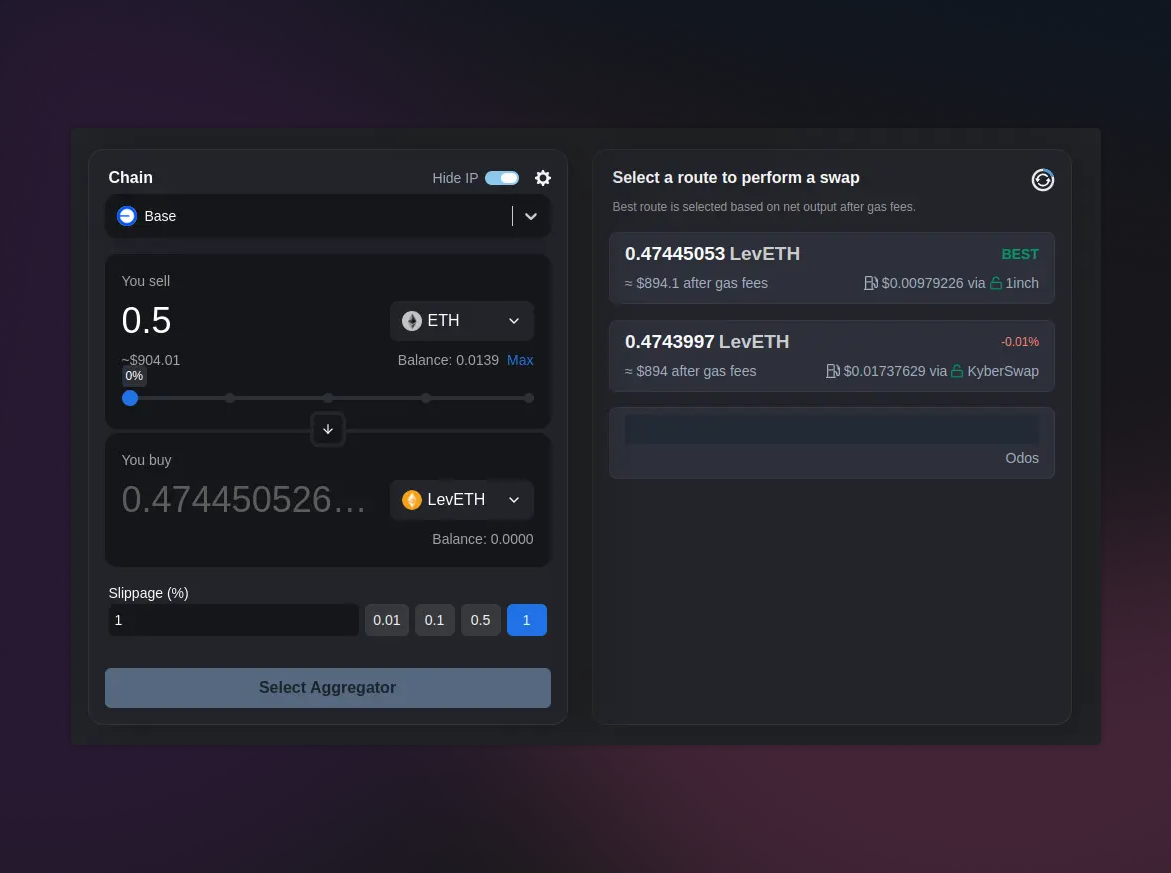 Chain
Hide IP
Base
You sell
0.5
ETH
~$904.01
Balance: 0.0139 Max
0%
You buy
0.474450526...
LevETH
Balance: 0.0000
Slippage (%)
1
0.01
0.1
0.5
1
Select Aggregator
Select a route to perform a swap
Best route is selected based on net output after gas fees.
0.47445053 LevETH
BEST
≈ $894.1 after gas fees
$0.00979226 via 1inch
0.4743997 LevETH
-0.01%
≈ $894 after gas fees
$0.01737629 via KyberSwap
Odos